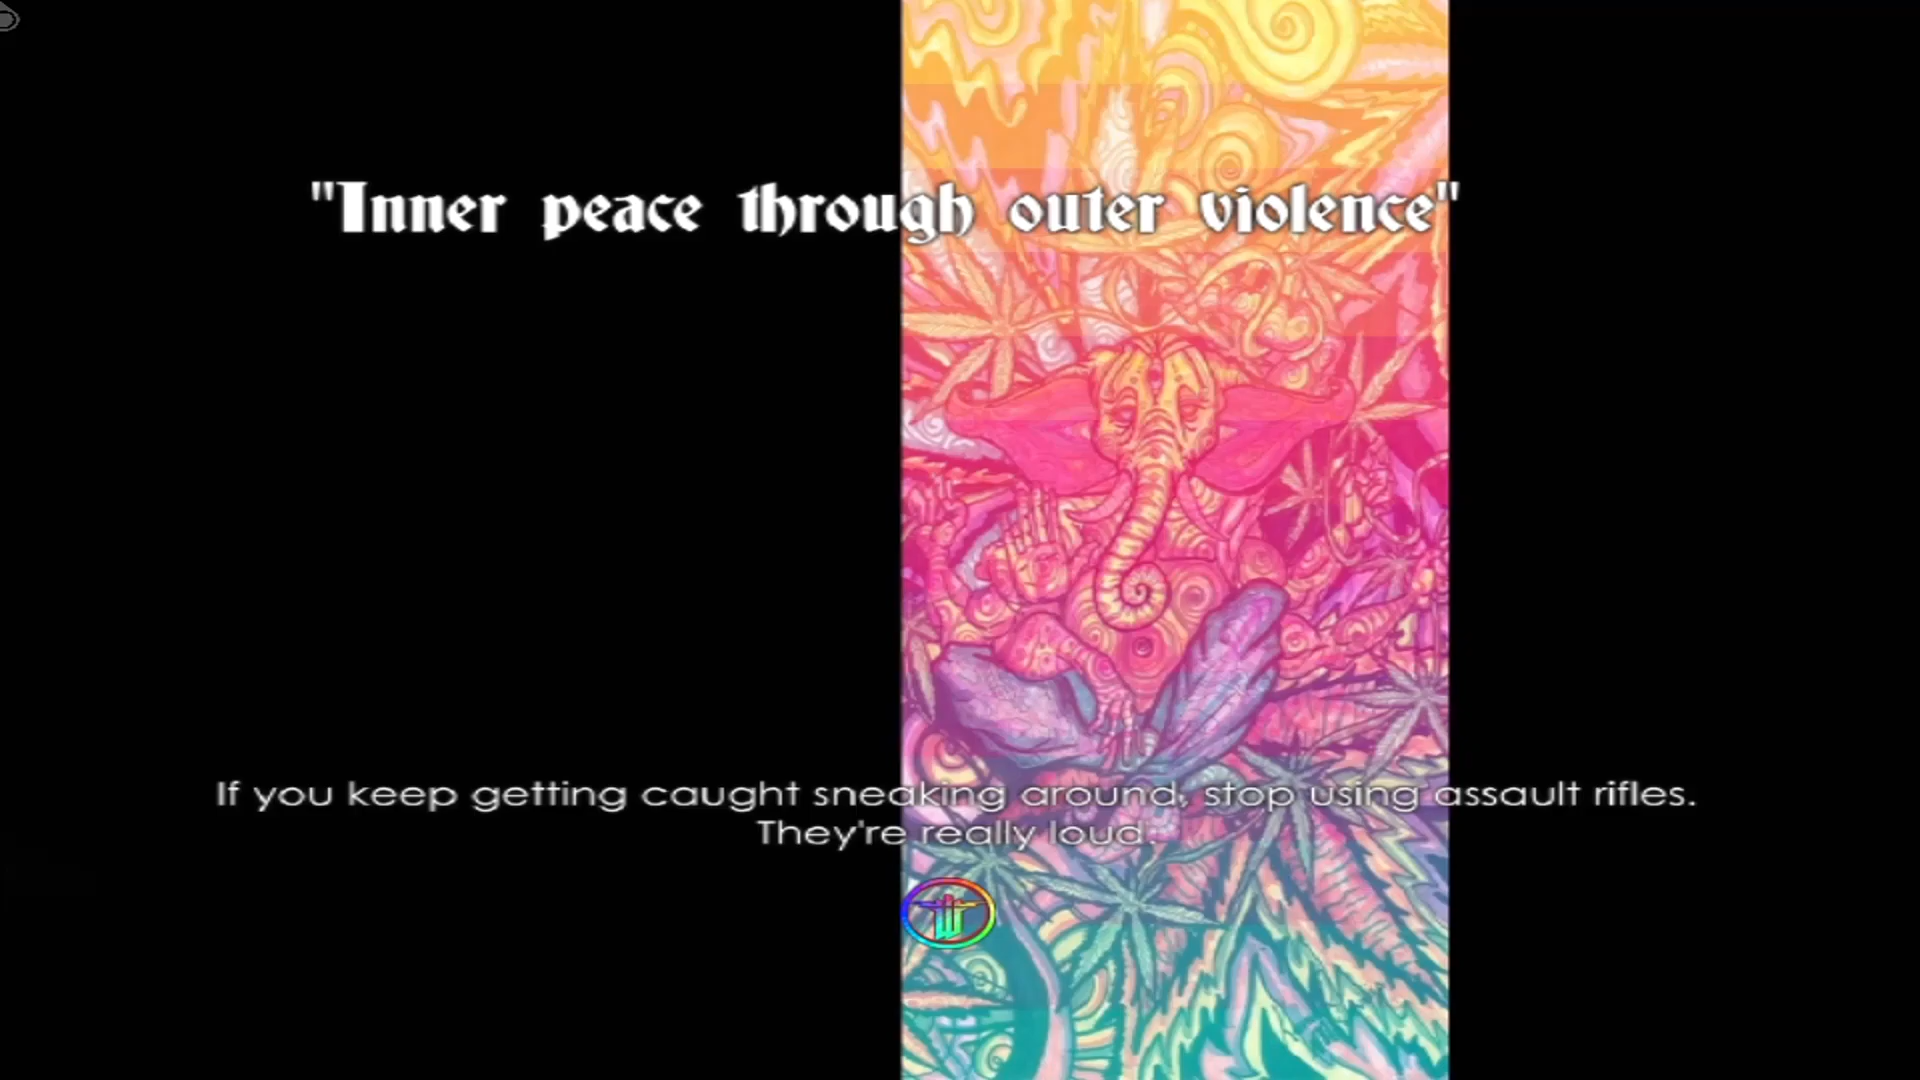 "Inner peace through outer violence"
If you keep getting caught sneaking around, stop using assault rifles.
They're really loud.